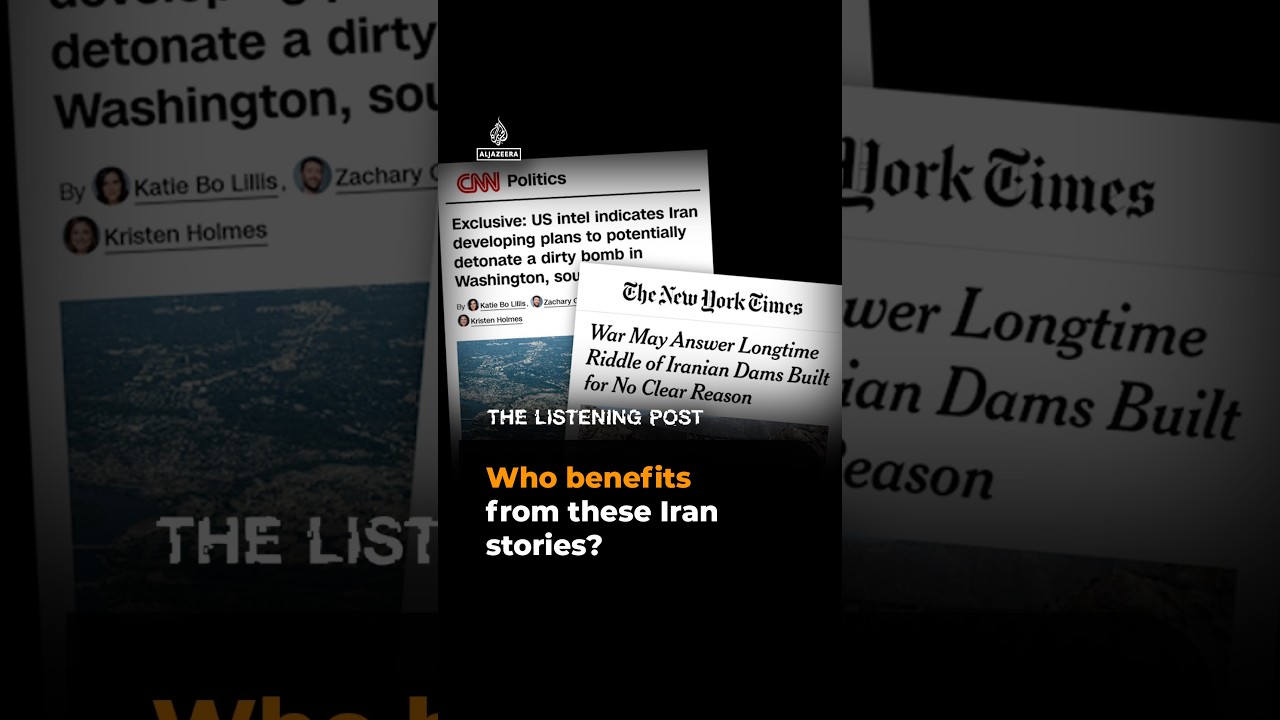 ALJAZEERA
CNN Politics
Exclusive: US intel indicates Iran
developing plans to potentially
detonate a dirty bomb in
Washington, sou
By Katie Bo Lillis, Zachary C
Kristen Holmes
The New York Times
War May Answer Longtime
Riddle of Iranian Dams Built
for No Clear Reason
THE LISTENING POST
Who benefits
from these Iran
stories?
detonate a dirty
Washington, sou
By Katie Bo Lillis, Zachary C
Kristen Holmes
THE LIST
York Times
wer Longtime
ian Dams Built
eason